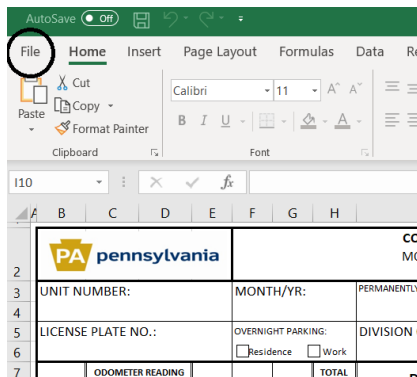 AutoSave Off
File Home Insert Page Layout Formulas Data
Cut
Copy
Format Painter
Paste
Calibri 11 A A
B I U A
Clipboard Font
I10 fx
A B C D E F G H
2 PA pennsylvania
3 UNIT NUMBER: MONTH/YR: PERMANENTLY
4
5 LICENSE PLATE NO.: OVERNIGHT PARKING: DIVISION
6 Residence Work
7 ODOMETER READING TOTAL